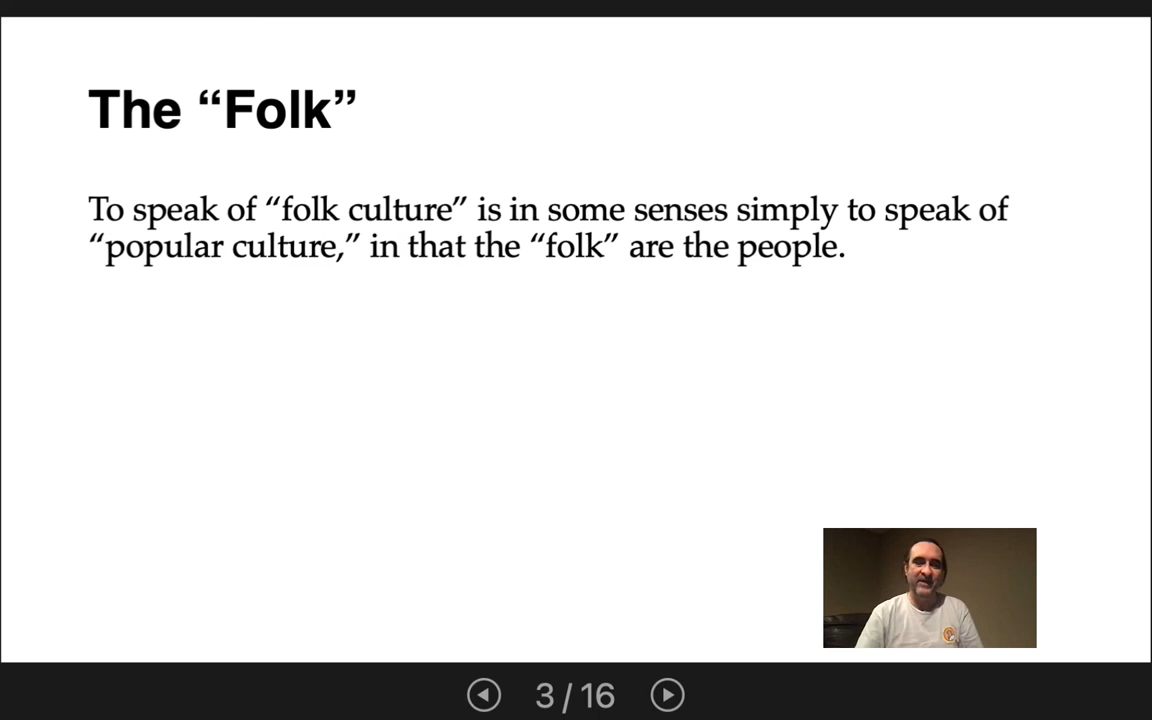 The “Folk”
To speak of “folk culture” is in some senses simply to speak of
“popular culture,” in that the “folk” are the people.
3 / 16